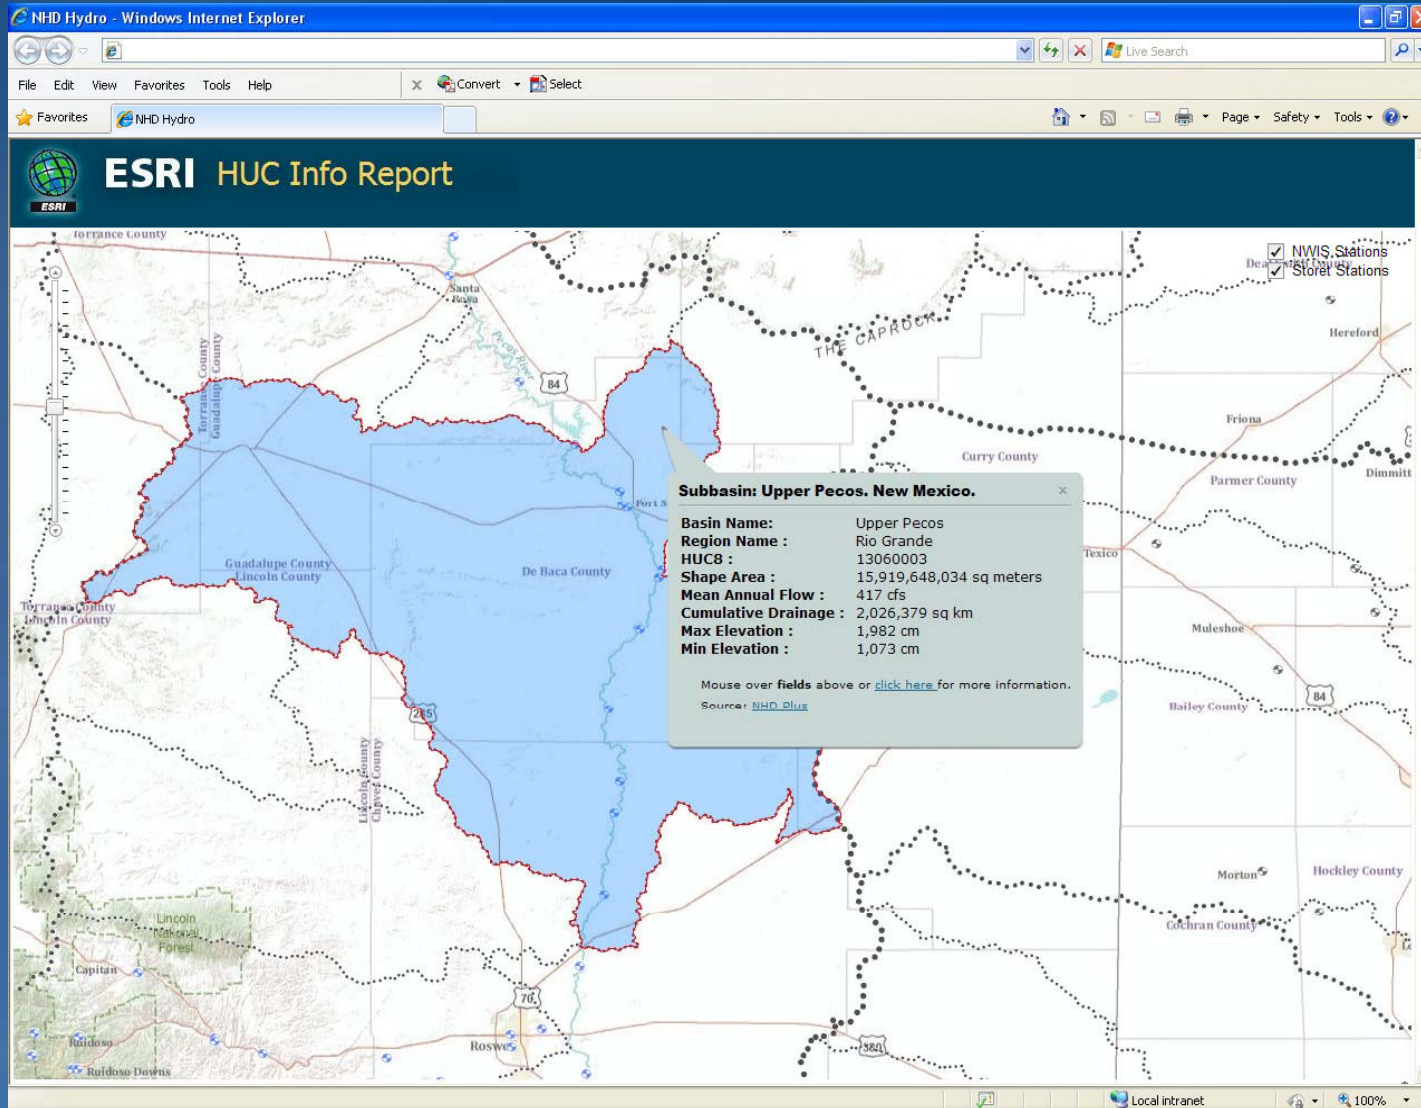 NHD Hydro - Windows Internet Explorer
Live Search
File Edit View Favorites Tools Help
Convert Select
Favorites NHD Hydro
Page Safety Tools
ESRI ESRI HUC Info Report
NWIS Stations
Storet Stations
Torrance County
Santa Rosa
Pecos River
THE CAPROCK
Hereford
84
Torrance County
Guadalupe County
Friona
Curry County
Parmer County
Dimmitt
Fort S
Subbasin: Upper Pecos. New Mexico.
Basin Name: Upper Pecos
Region Name : Rio Grande
HUC8 : 13060003
Shape Area : 15,919,648,034 sq meters
Mean Annual Flow : 417 cfs
Cumulative Drainage : 2,026,379 sq km
Max Elevation : 1,982 cm
Min Elevation : 1,073 cm
Mouse over fields above or click here for more information.
Source: NHD Plus
Guadalupe County
Lincoln County
De Baca County
Texico
Torrance County
Lincoln County
Muleshoe
84
Bailey County
285
Lincoln County
Chaves County
Morton
Hockley County
Cochran County
Lincoln
National
Forest
Capitan
70
Roswe
380
Ruidoso
Ruidoso Downs
Local intranet
100%